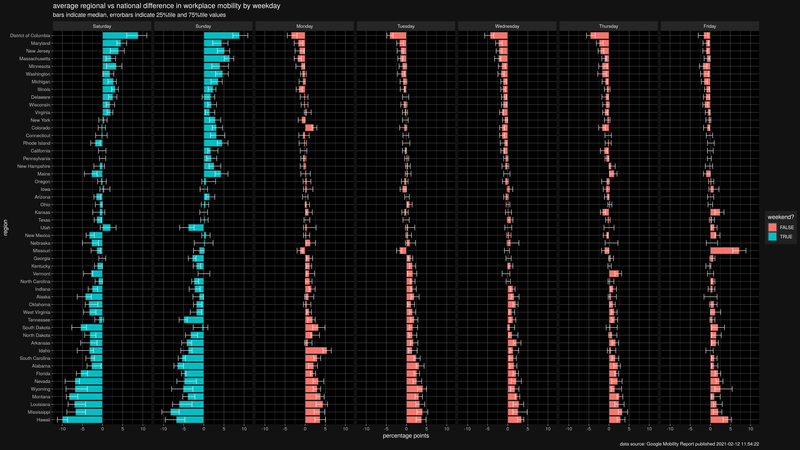 average regional vs national difference in workplace mobility by weekday
bars indicate median, errorbars indicate 25%tile and 75%tile values
Saturday Sunday Monday Tuesday Wednesday Thursday Friday
District of Columbia
Maryland
New Jersey
Massachusetts
Minnesota
Washington
Michigan
Illinois
Delaware
Wisconsin
Virginia
New York
Colorado
Connecticut
Rhode Island
California
Pennsylvania
New Hampshire
Maine
Oregon
Iowa
Arizona
Ohio
Kansas
Texas
Utah
New Mexico
Nebraska
Missouri
Georgia
Kentucky
Vermont
North Carolina
Indiana
Alaska
Oklahoma
West Virginia
Tennessee
South Dakota
North Dakota
Arkansas
Idaho
South Carolina
Alabama
Florida
Nevada
Wyoming
Montana
Louisiana
Mississippi
Hawaii
region
-10 -5 0 5 10 -10 -5 0 5 10 -10 -5 0 5 10 -10 -5 0 5 10 -10 -5 0 5 10 -10 -5 0 5 10 -10 -5 0 5 10
percentage points
weekend?
FALSE
TRUE
data source: Google Mobility Report published 2021-02-12 11:54:22